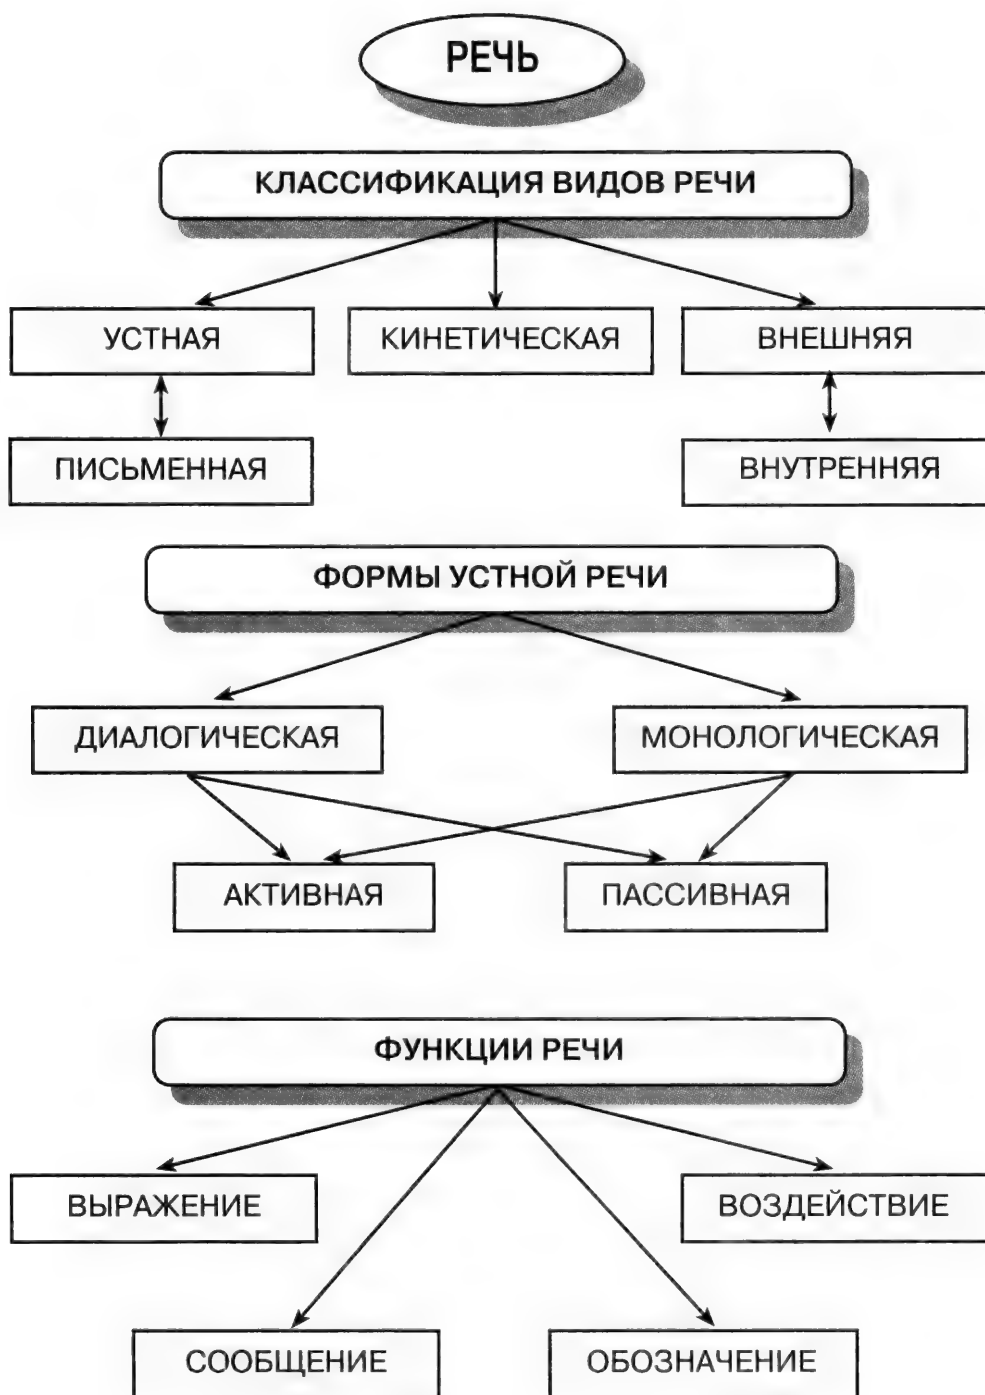 РЕЧЬ
КЛАССИФИКАЦИЯ ВИДОВ РЕЧИ
УСТНАЯ
КИНЕТИЧЕСКАЯ
ВНЕШНЯЯ
ПИСЬМЕННАЯ
ВНУТРЕННЯЯ
ФОРМЫ УСТНОЙ РЕЧИ
ДИАЛОГИЧЕСКАЯ
МОНОЛОГИЧЕСКАЯ
АКТИВНАЯ
ПАССИВНАЯ
ФУНКЦИИ РЕЧИ
ВЫРАЖЕНИЕ
ВОЗДЕЙСТВИЕ
СООБЩЕНИЕ
ОБОЗНАЧЕНИЕ